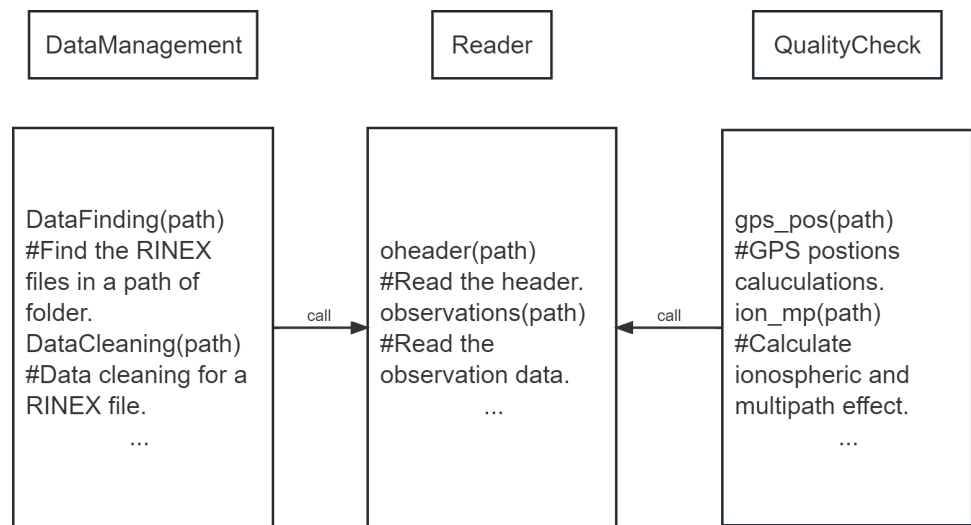 DataManagement
Reader
QualityCheck
DataFinding(path)
#Find the RINEX
files in a path of
folder.
DataCleaning(path)
#Data cleaning for a
RINEX file.
...
call
oheader(path)
#Read the header.
observations(path)
#Read the
observation data.
...
call
gps_pos(path)
#GPS postions
caluculations.
ion_mp(path)
#Calculate
ionospheric and
multipath effect.
...